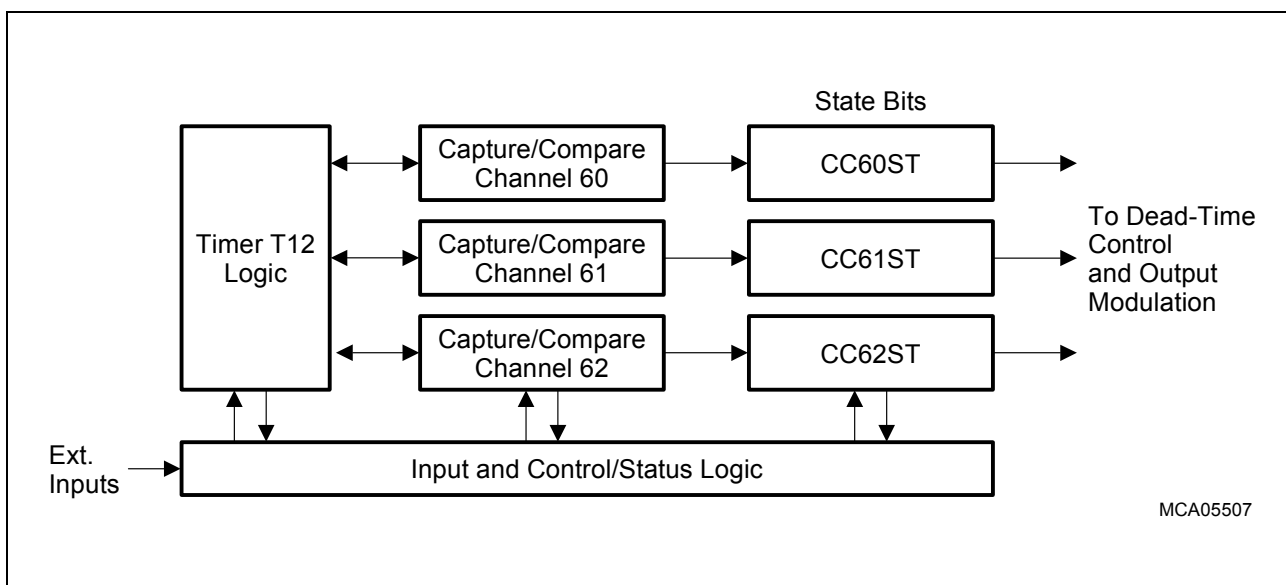 State Bits
Timer T12
Logic
Capture/Compare
Channel 60
CC60ST
Capture/Compare
Channel 61
CC61ST
Capture/Compare
Channel 62
CC62ST
To Dead-Time
Control
and Output
Modulation
Ext.
Inputs
Input and Control/Status Logic
MCA05507